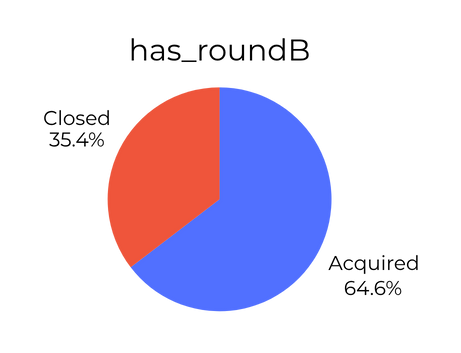 has_roundB
Closed
35.4%
Acquired
64.6%